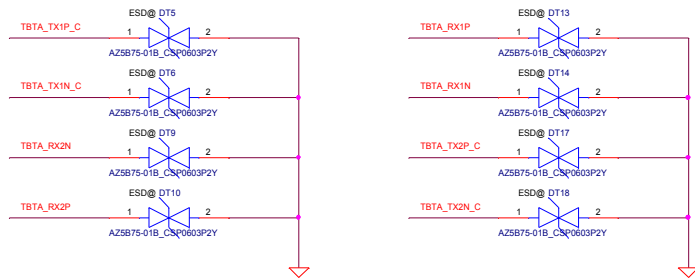 ESD@ DT5
TBTA_TX1P_C
1
2
AZ5B75-01B_CSP0603P2Y
ESD@ DT6
TBTA_TX1N_C
1
2
AZ5B75-01B_CSP0603P2Y
ESD@ DT9
TBTA_RX2N
1
2
AZ5B75-01B_CSP0603P2Y
ESD@ DT10
TBTA_RX2P
1
2
AZ5B75-01B_CSP0603P2Y
ESD@ DT13
TBTA_RX1P
1
2
AZ5B75-01B_CSP0603P2Y
ESD@ DT14
TBTA_RX1N
1
2
AZ5B75-01B_CSP0603P2Y
ESD@ DT17
TBTA_TX2P_C
1
2
AZ5B75-01B_CSP0603P2Y
ESD@ DT18
TBTA_TX2N_C
1
2
AZ5B75-01B_CSP0603P2Y